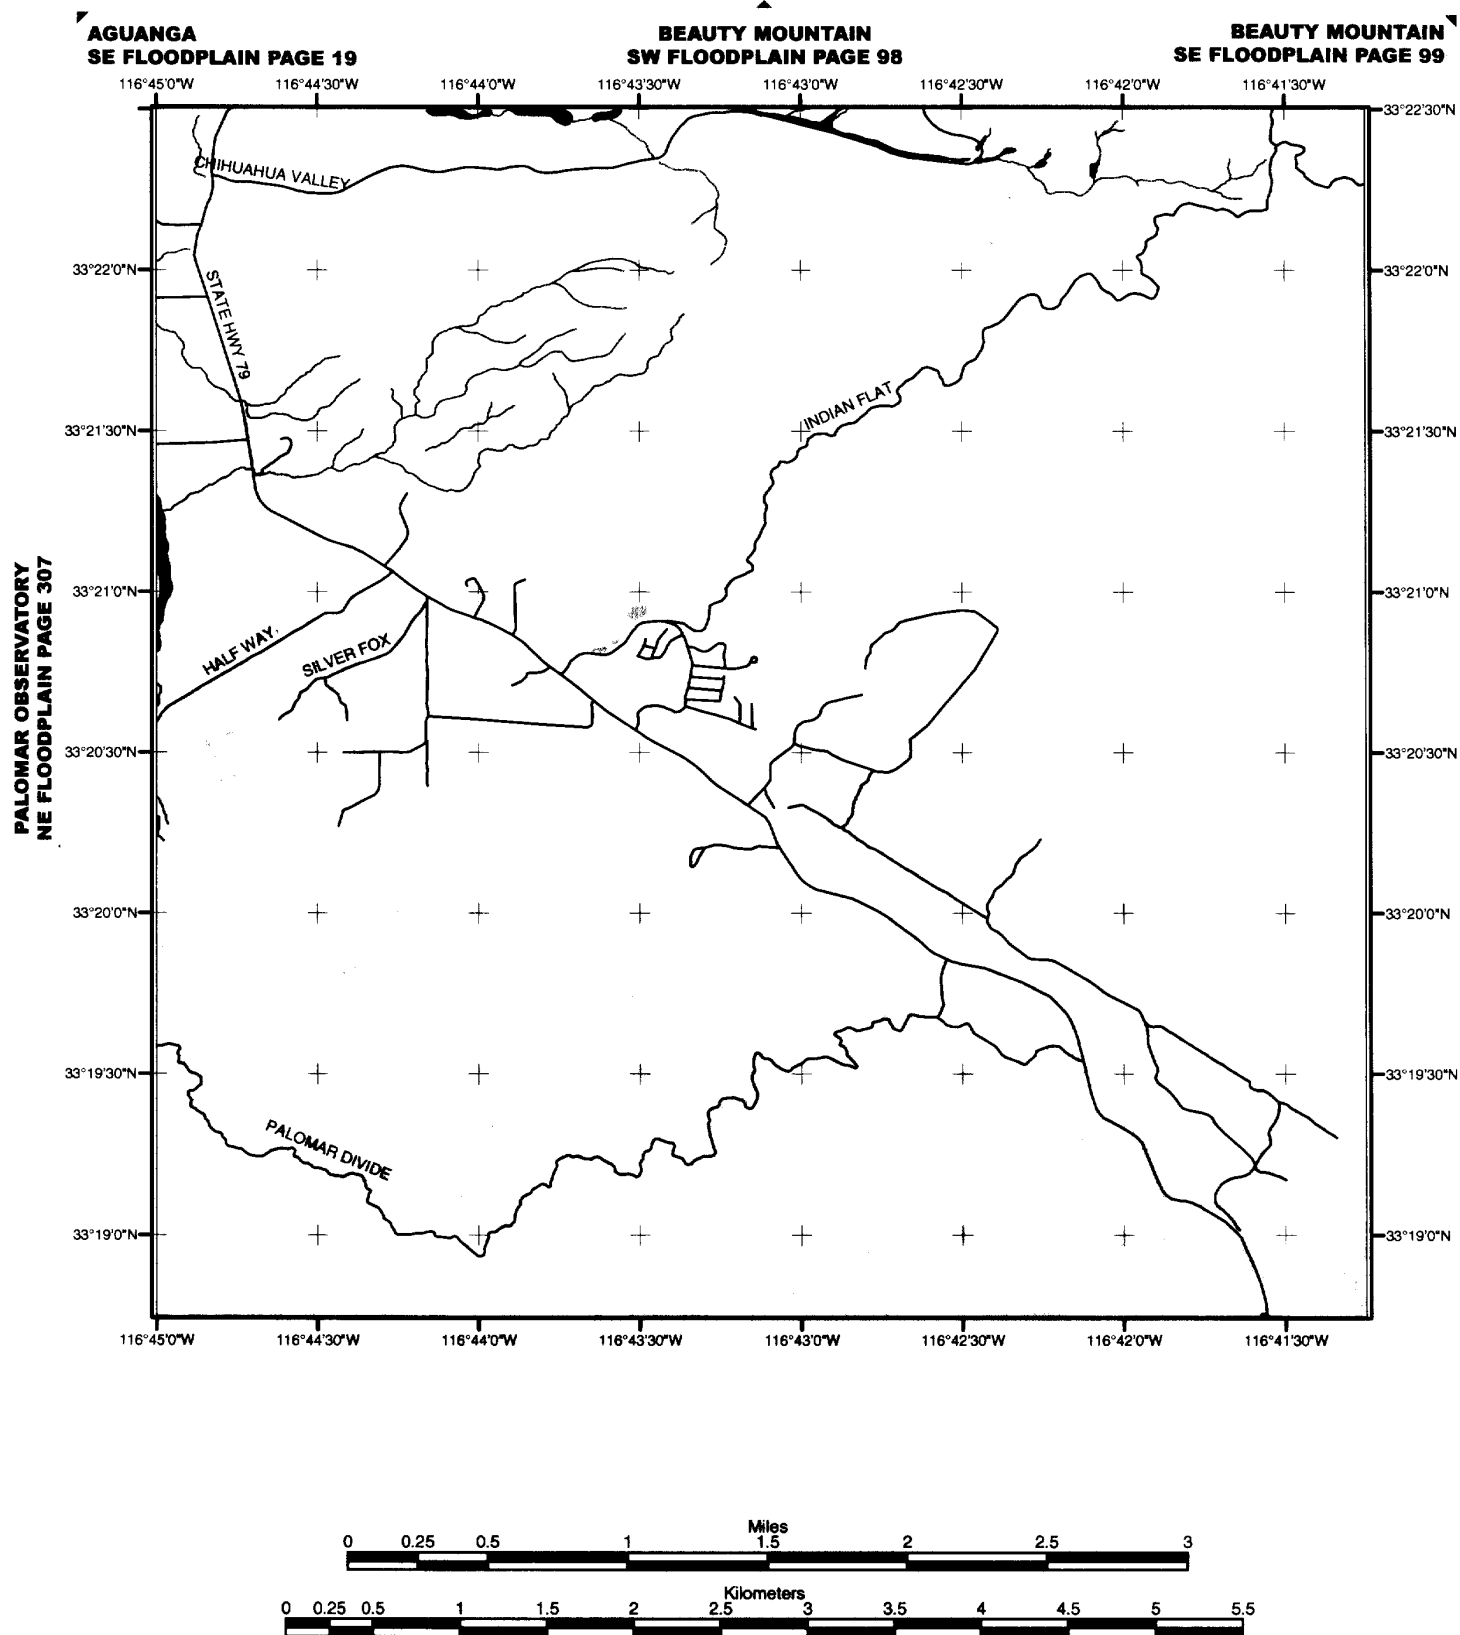 AGUANGA
SE FLOODPLAIN PAGE 19
BEAUTY MOUNTAIN
SW FLOODPLAIN PAGE 98
BEAUTY MOUNTAIN
SE FLOODPLAIN PAGE 99
116°45'0"W 116°44'30"W 116°44'0"W 116°43'30"W 116°43'0"W 116°42'30"W 116°42'0"W 116°41'30"W
33°22'30"N
CHIHUAHUA VALLEY
33°22'0"N 33°22'0"N
STATE HWY 79
INDIAN FLAT
33°21'30"N 33°21'30"N
PALOMAR OBSERVATORY
NE FLOODPLAIN PAGE 307
33°21'0"N 33°21'0"N
HALF WAY
SILVER FOX
33°20'30"N 33°20'30"N
33°20'0"N 33°20'0"N
33°19'30"N 33°19'30"N
PALOMAR DIVIDE
33°19'0"N 33°19'0"N
116°45'0"W 116°44'30"W 116°44'0"W 116°43'30"W 116°43'0"W 116°42'30"W 116°42'0"W 116°41'30"W
Miles
0 0.25 0.5 1 1.5 2 2.5 3
Kilometers
0 0.25 0.5 1 1.5 2 2.5 3 3.5 4 4.5 5 5.5